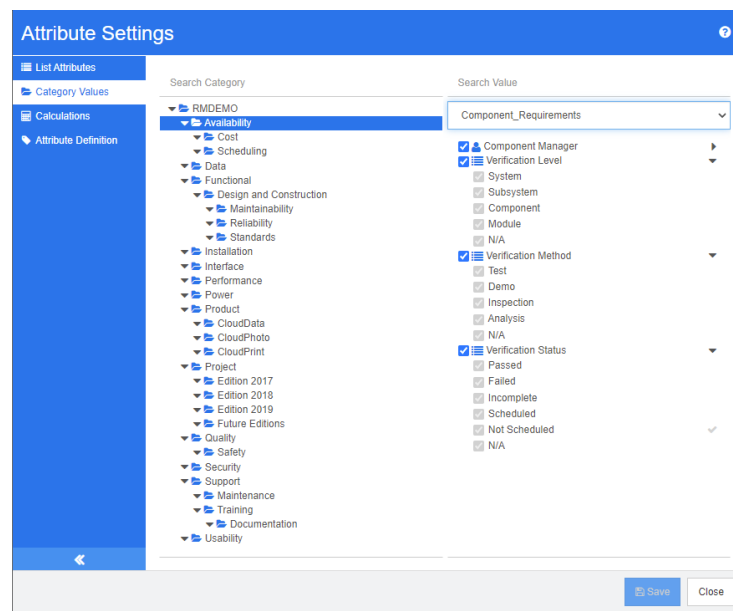 Attribute Settings
List Attributes
Category Values
Calculations
Attribute Definition
Search Category
RMDEMO
Availability
Cost
Scheduling
Data
Functional
Design and Construction
Maintainability
Reliability
Standards
Installation
Interface
Performance
Power
Product
CloudData
CloudPhoto
CloudPrint
Project
Edition 2017
Edition 2018
Edition 2019
Future Editions
Quality
Safety
Security
Support
Maintenance
Training
Documentation
Usability
Search Value
Component_Requirements
Component Manager
Verification Level
System
Subsystem
Component
Module
N/A
Verification Method
Test
Demo
Inspection
Analysis
N/A
Verification Status
Passed
Failed
Incomplete
Scheduled
Not Scheduled
N/A
Save
Close